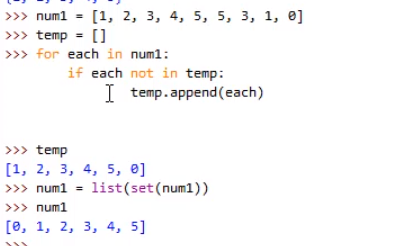 >>> num1 = [1, 2, 3, 4, 5, 5, 3, 1, 0]
>>> temp = []
>>> for each in num1:
        if each not in temp:
                temp.append(each)
>>> temp
[1, 2, 3, 4, 5, 0]
>>> num1 = list(set(num1))
>>> num1
[0, 1, 2, 3, 4, 5]
>>>